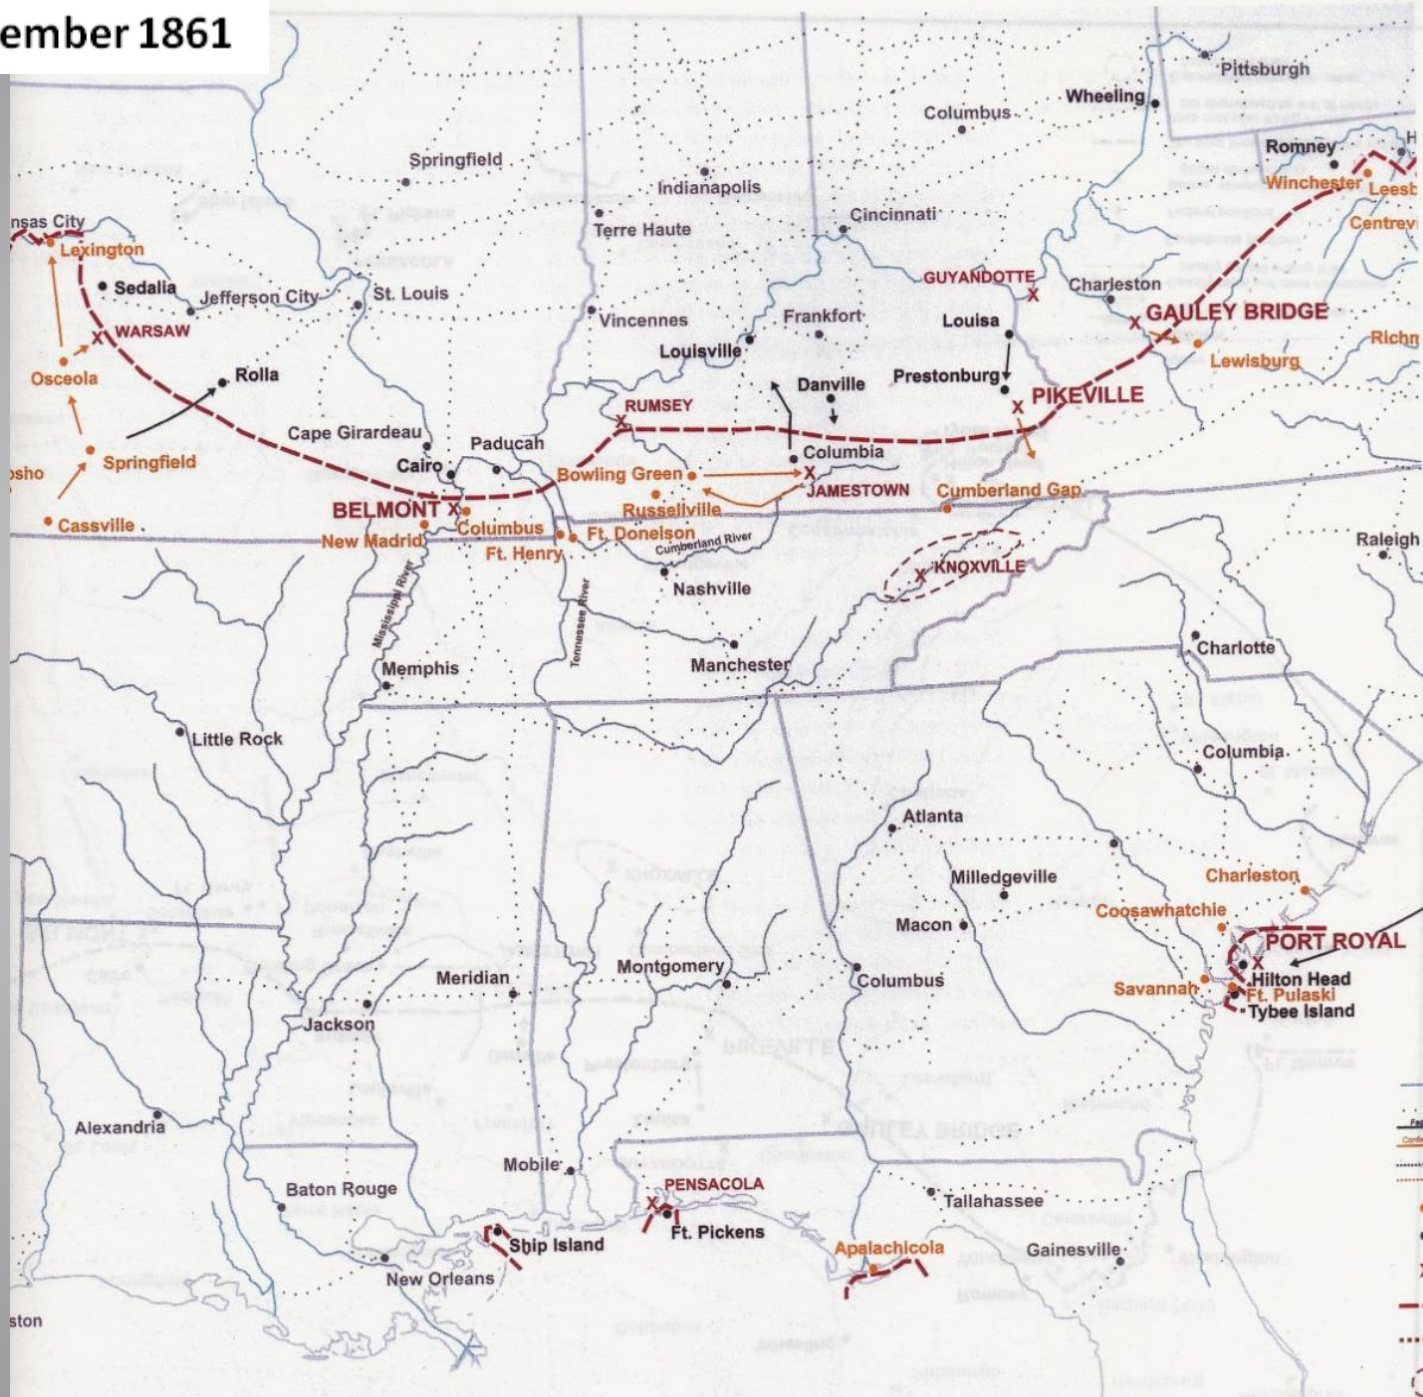 ember 1861
Pittsburgh
Wheeling
Columbus
Romney
H
Springfield
Indianapolis
Winchester
Leesb
nsas City
Terre Haute
Cincinnati
Centrev
Lexington
GUYANDOTTE
Charleston
Sedalia
Jefferson City
St. Louis
Vincennes
Frankfort
Louisa
GAULEY BRIDGE
WARSAW
Louisville
Richn
Lewisburg
Osceola
Rolla
Danville
Prestonburg
PIKEVILLE
RUMSEY
Cape Girardeau
Paducah
Columbia
Springfield
Cairo
osho
Bowling Green
JAMESTOWN
Cumberland Gap
BELMONT
Russellville
Cassville
Columbus
New Madrid
Ft. Henry
Ft. Donelson
Cumberland River
Raleigh
KNOXVILLE
Nashville
Mississippi River
Tennessee River
Charlotte
Memphis
Manchester
Little Rock
Columbia
Atlanta
Milledgeville
Charleston
Coosawhatchie
Macon
PORT ROYAL
Meridian
Montgomery
Columbus
Hilton Head
Savannah
Ft. Pulaski
Tybee Island
Jackson
Alexandria
Mobile
PENSACOLA
Baton Rouge
Tallahassee
Ft. Pickens
Ship Island
Apalachicola
Gainesville
New Orleans
ston